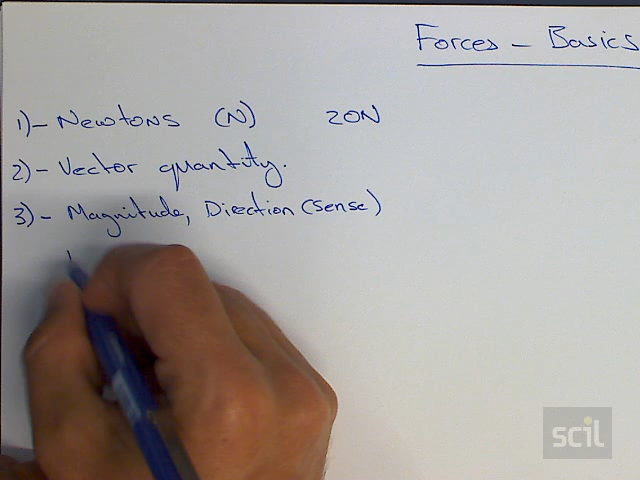 Forces - Basics
1)- Newtons (N) 20N
2)- Vector quantity.
3)- Magnitude, Direction (sense)
scil